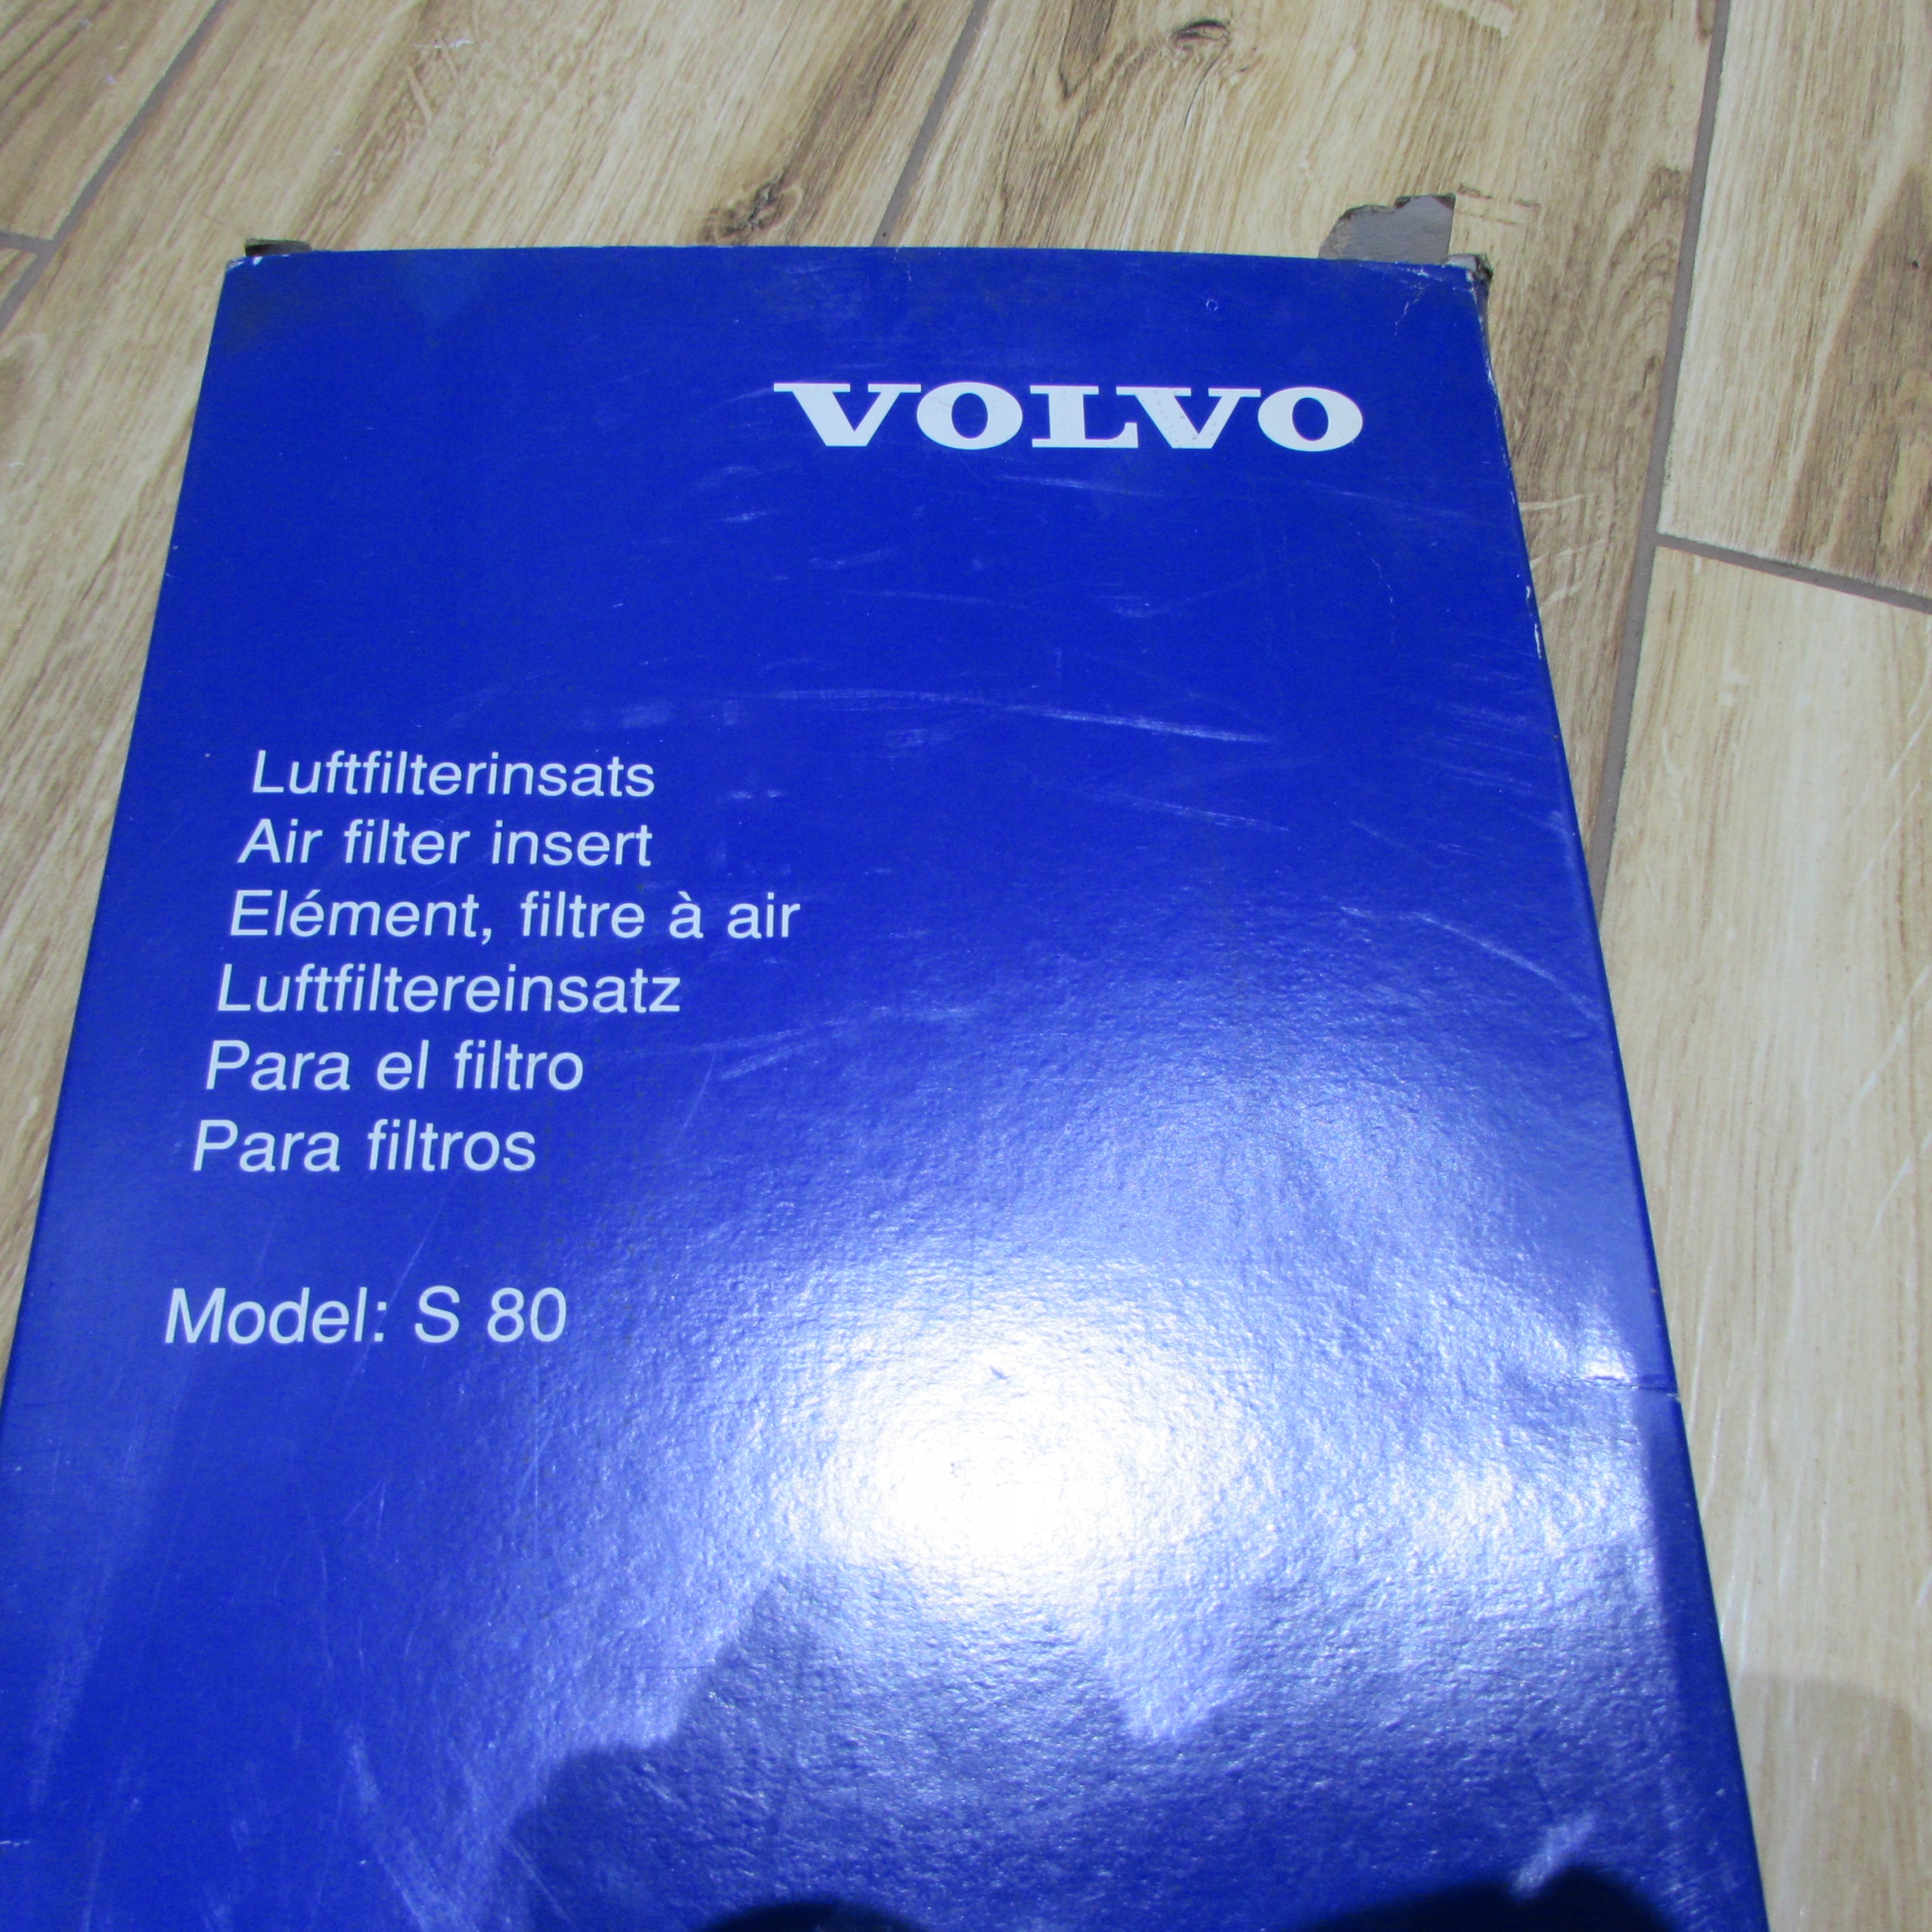 VOLVO
Luftfilterinsats
Air filter insert
Elément, filtre à air
Luftfiltereinsatz
Para el filtro
Para filtros
Model: S 80